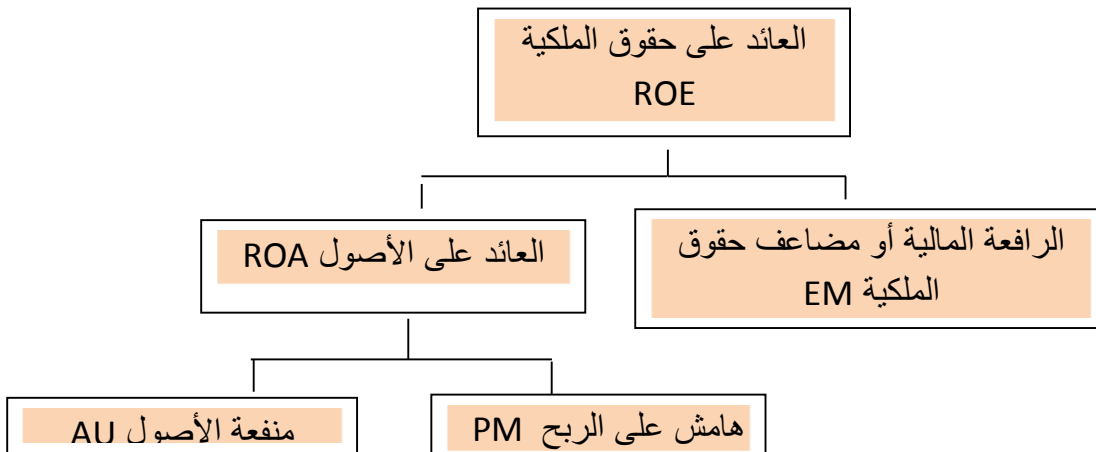 العائد على حقوق الملكية
ROE
الرافعة المالية أو مضاعف حقوق
الملكية EM
العائد على الأصول ROA
هامش على الربح PM
منفعة الأصول AU